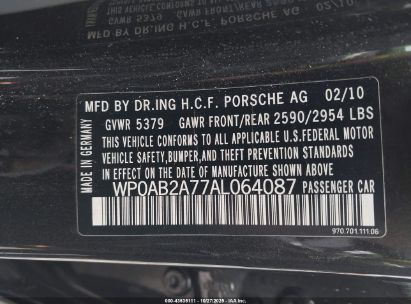 MFD BY DR.ING H.C.F. PORSCHE AG 02/10
GVWR 5379 GAWR FRONT/REAR 2590/2954 LBS
THIS VEHICLE CONFORMS TO ALL APPLICABLE U.S.FEDERAL MOTOR
VEHICLE SAFETY,BUMPER,AND THEFT PREVENTION STANDARDS IN
EFFECT ON THE DATE OF MANUFACTURE SHOWN ABOVE
WP0AB2A77AL064087 PASSENGER CAR
MADE IN GERMANY
970.701.111.06